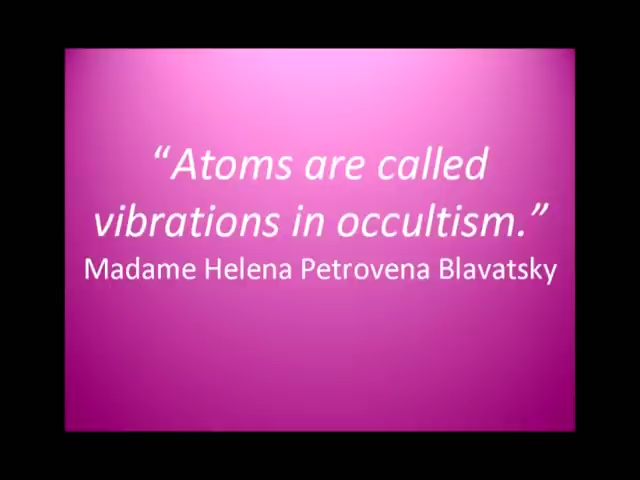 “Atoms are called
vibrations in occultism.”
Madame Helena Petrovena Blavatsky